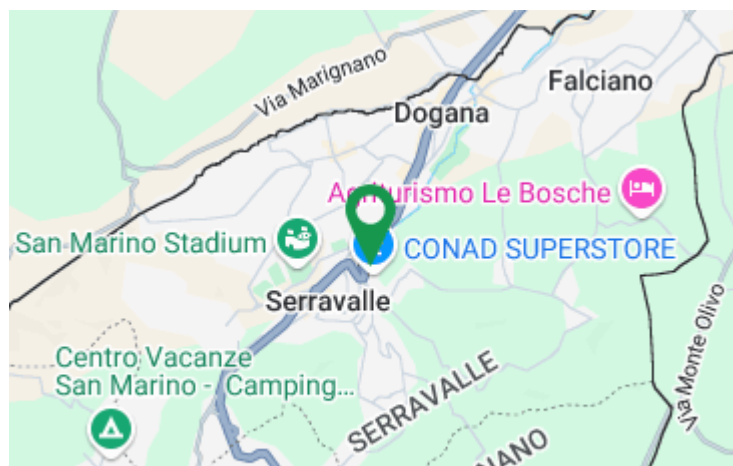 Via Marignano
Falciano
Dogana
Agriturismo Le Bosche
San Marino Stadium
CONAD SUPERSTORE
Serravalle
Via Monte Olivo
Centro Vacanze
San Marino - Camping...
SERRAVALLE
NANO